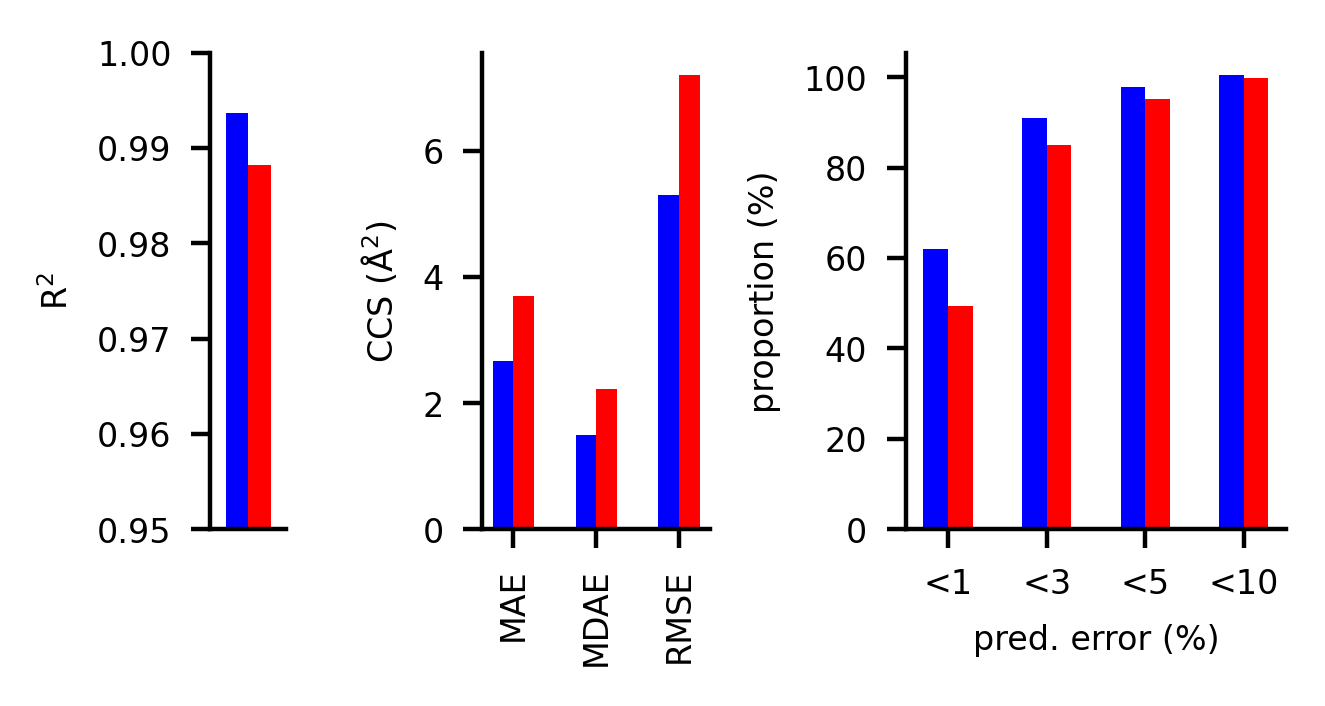 R²
1.00
0.99
0.98
0.97
0.96
0.95
CCS (Å²)
6
4
2
0
MAE
MDAE
RMSE
proportion (%)
100
80
60
40
20
0
<1 <3 <5 <10
pred. error (%)